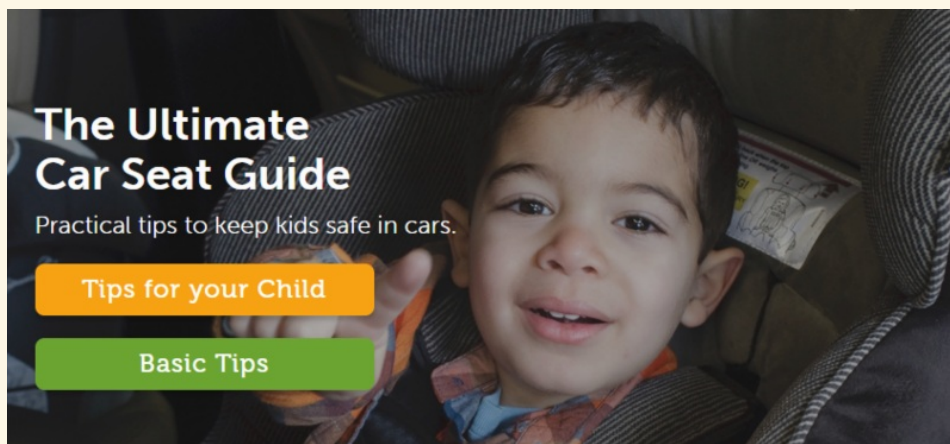 The Ultimate
Car Seat Guide
Practical tips to keep kids safe in cars.
Tips for your Child
Basic Tips